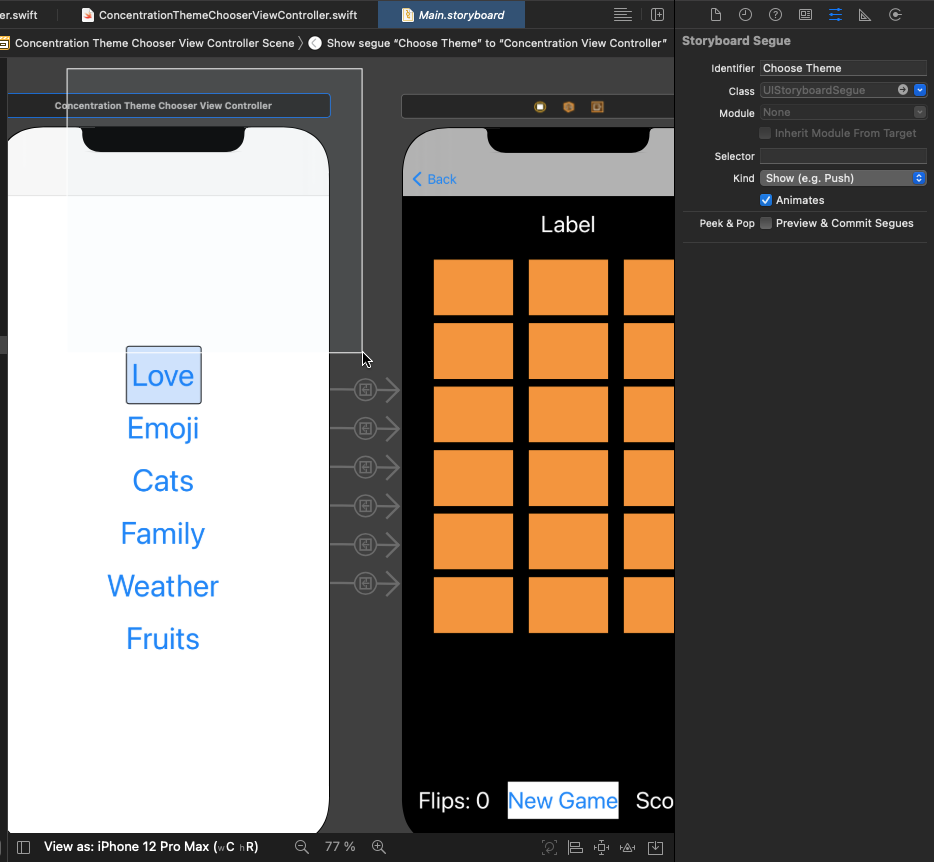 er.swift
ConcentrationThemeChooserViewController.swift
Main.storyboard
Concentration Theme Chooser View Controller Scene
Show segue “Choose Theme” to “Concentration View Controller”
Storyboard Segue
Identifier Choose Theme
Class UIStoryboardSegue
Module None
Inherit Module From Target
Selector
Kind Show (e.g. Push)
Animates
Peek & Pop Preview & Commit Segues
Concentration Theme Chooser View Controller
Love
Emoji
Cats
Family
Weather
Fruits
Back
Label
Flips: 0
New Game
Sco
View as: iPhone 12 Pro Max (wC hR)
77 %